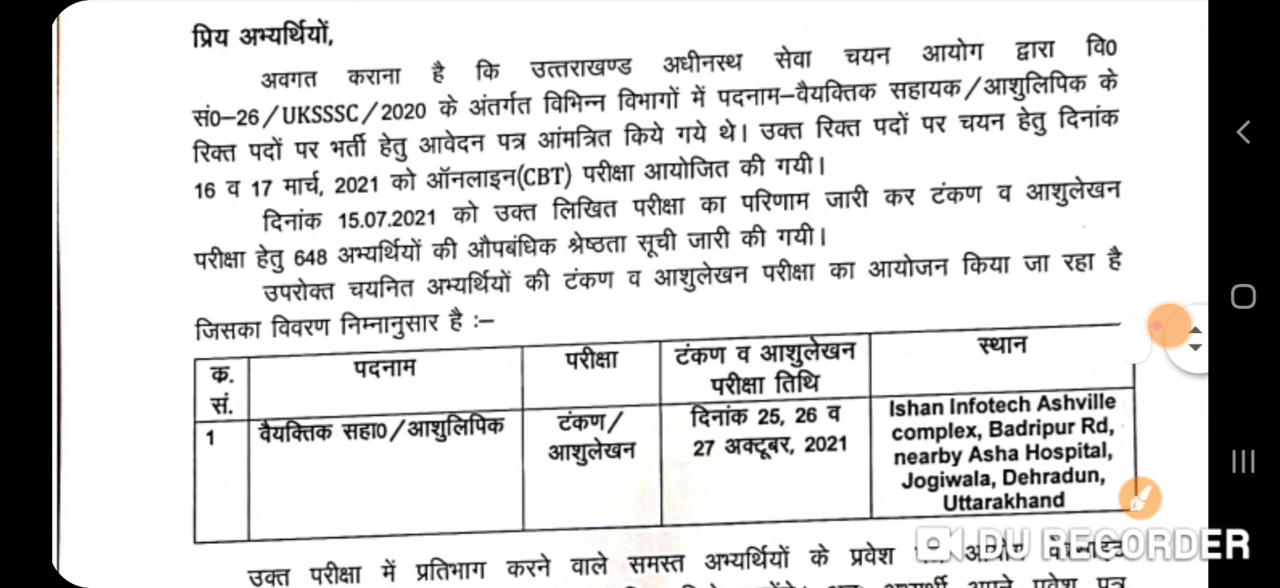 प्रिय अभ्यर्थियों,
अवगत कराना है कि उत्तराखण्ड अधीनस्थ सेवा चयन आयोग द्वारा वि0
सं0–26/UKSSSC/2020 के अंतर्गत विभिन्न विभागों में पदनाम–वैयक्तिक सहायक/आशुलिपिक के
रिक्त पदों पर भर्ती हेतु आवेदन पत्र आंमत्रित किये गये थे। उक्त रिक्त पदों पर चयन हेतु दिनांक
16 व 17 मार्च, 2021 को ऑनलाइन(CBT) परीक्षा आयोजित की गयी।
दिनांक 15.07.2021 को उक्त लिखित परीक्षा का परिणाम जारी कर टंकण व आशुलेखन
परीक्षा हेतु 648 अभ्यर्थियों की औपबंधिक श्रेष्ठता सूची जारी की गयी।
उपरोक्त चयनित अभ्यर्थियों की टंकण व आशुलेखन परीक्षा का आयोजन किया जा रहा है
जिसका विवरण निम्नानुसार है :–
क.
सं.
पदनाम
परीक्षा
टंकण व आशुलेखन
परीक्षा तिथि
स्थान
1
वैयक्तिक सहा0/आशुलिपिक
टंकण/
आशुलेखन
दिनांक 25, 26 व
27 अक्टूबर, 2021
Ishan Infotech Ashville
complex, Badripur Rd,
nearby Asha Hospital,
Jogiwala, Dehradun,
Uttarakhand
उक्त परीक्षा में प्रतिभाग करने वाले समस्त अभ्यर्थियों के प्रवेश
DU RECORDER